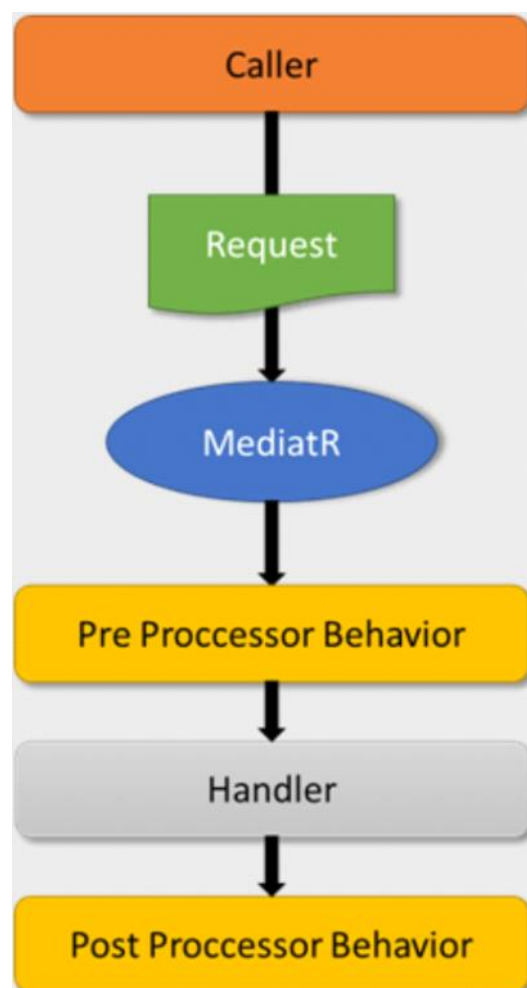 Caller
Request
MediatR
Pre Proccessor Behavior
Handler
Post Proccessor Behavior